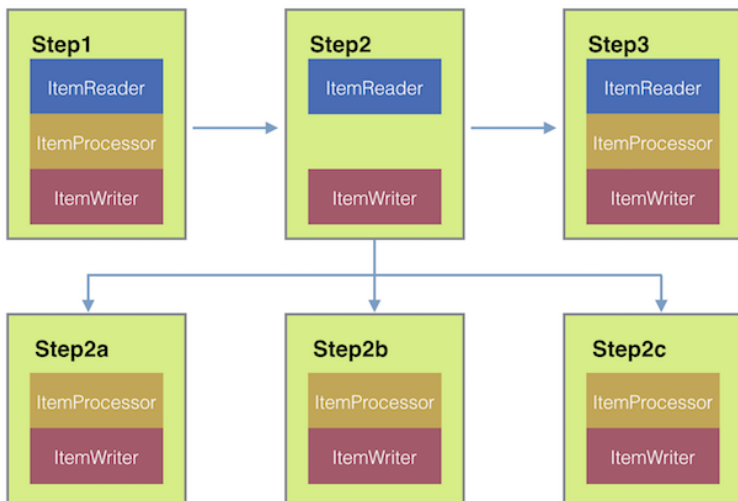 Step1
ItemReader
ItemProcessor
ItemWriter
Step2
ItemReader
ItemWriter
Step3
ItemReader
ItemProcessor
ItemWriter
Step2a
ItemProcessor
ItemWriter
Step2b
ItemProcessor
ItemWriter
Step2c
ItemProcessor
ItemWriter